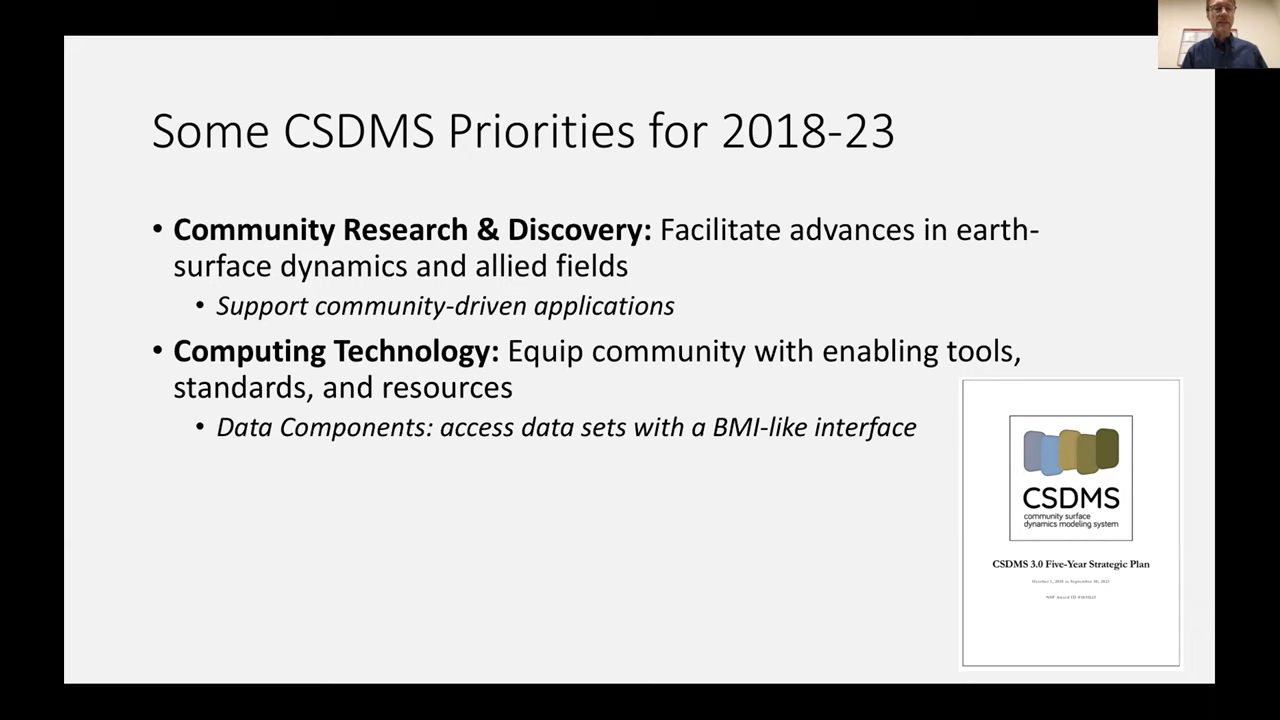 Some CSDMS Priorities for 2018-23
• Community Research & Discovery: Facilitate advances in earth-
surface dynamics and allied fields
• Support community-driven applications
• Computing Technology: Equip community with enabling tools,
standards, and resources
• Data Components: access data sets with a BMI-like interface
CSDMS
community surface
dynamics modeling system
CSDMS 3.0 Five-Year Strategic Plan